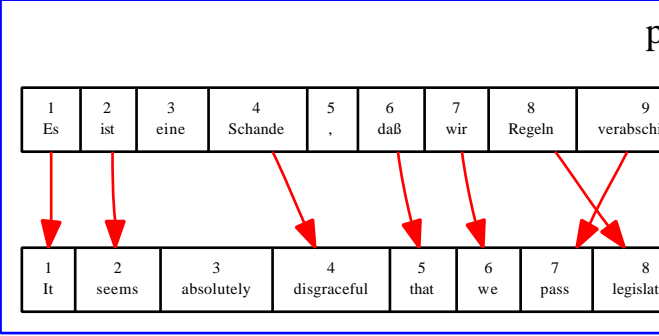 p
1 2 3 4 5 6 7 8 9
Es ist eine Schande , daß wir Regeln
1 2 3 4 5 6 7 8
It seems absolutely disgraceful that we pass